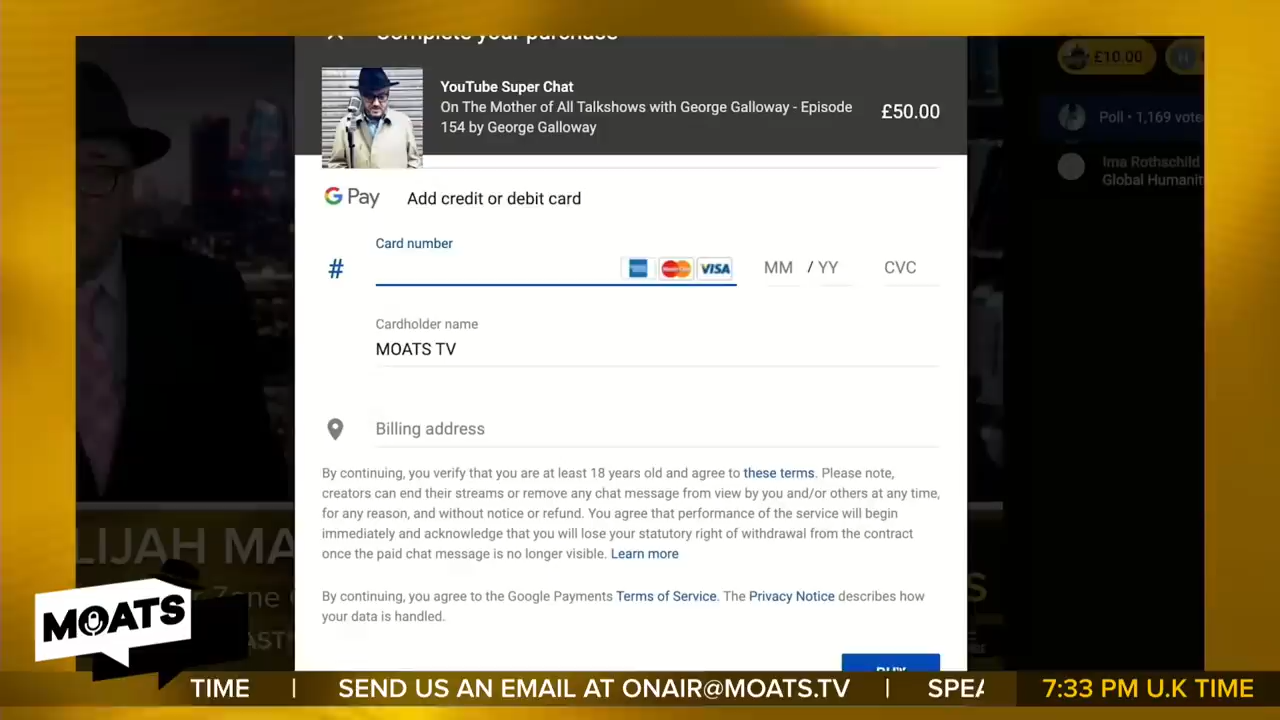 Complete your purchase
YouTube Super Chat
On The Mother of All Talkshows with George Galloway - Episode
154 by George Galloway
£50.00
£10.00
Poll • 1,169 vote
Ima Rothschild
Global Humanit
G Pay
Add credit or debit card
Card number
#
VISA
MM / YY
CVC
Cardholder name
MOATS TV
Billing address
By continuing, you verify that you are at least 18 years old and agree to these terms. Please note,
creators can end their streams or remove any chat message from view by you and/or others at any time,
for any reason, and without notice or refund. You agree that performance of the service will begin
immediately and acknowledge that you will lose your statutory right of withdrawal from the contract
once the paid chat message is no longer visible. Learn more
By continuing, you agree to the Google Payments Terms of Service. The Privacy Notice describes how
your data is handled.
BUY
LIJAH MA
MOATS
TIME | SEND US AN EMAIL AT ONAIR@MOATS.TV | SPEA
7:33 PM U.K TIME